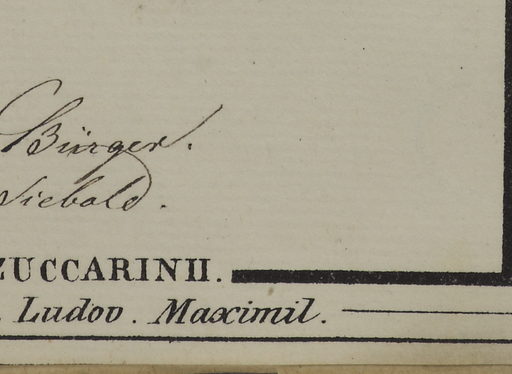 Bürger.
Siebold.
ZUCCARINII.
Ludov. Maximil.